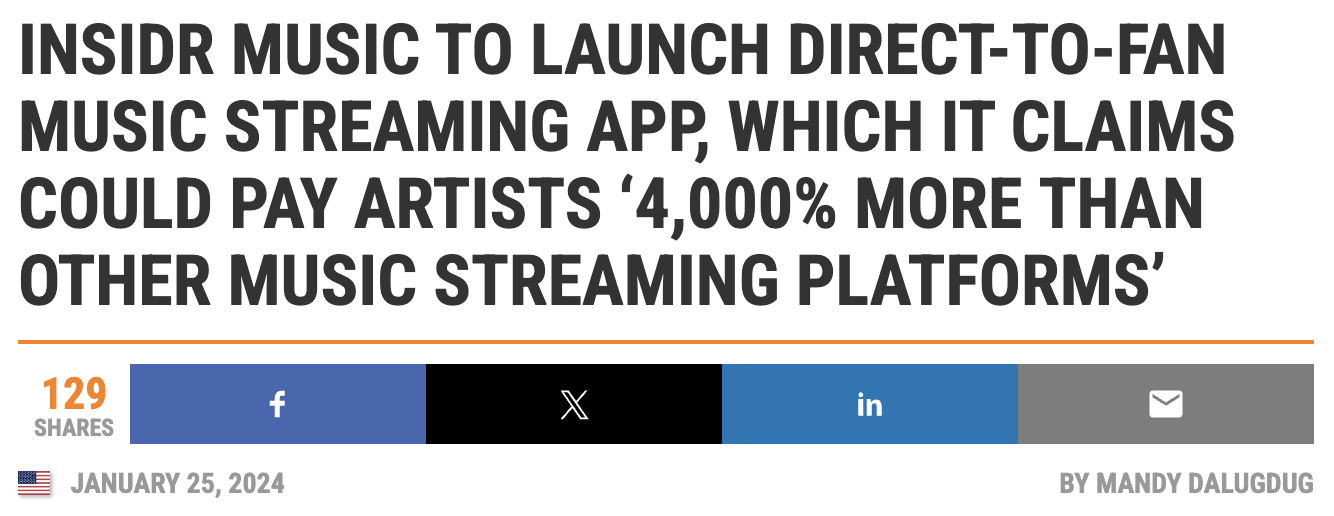 INSIDR MUSIC TO LAUNCH DIRECT-TO-FAN
MUSIC STREAMING APP, WHICH IT CLAIMS
COULD PAY ARTISTS ‘4,000% MORE THAN
OTHER MUSIC STREAMING PLATFORMS’
129
SHARES
f
X
in
JANUARY 25, 2024
BY MANDY DALUGDUG